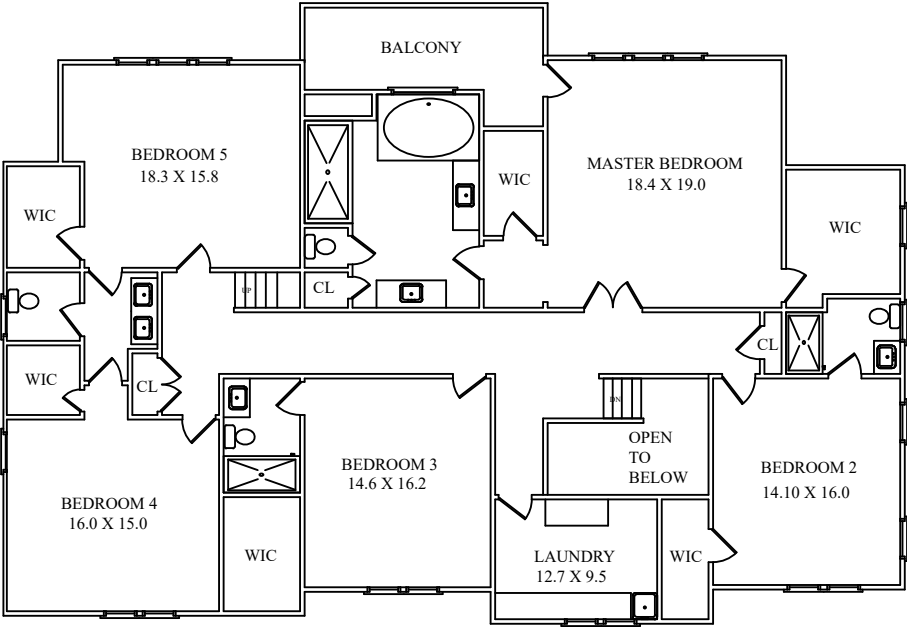 BALCONY
BEDROOM 5
18.3 X 15.8
MASTER BEDROOM
18.4 X 19.0
WIC
WIC
WIC
CL
UP
CL
WIC
CL
DN
OPEN
TO
BELOW
BEDROOM 3
14.6 X 16.2
BEDROOM 2
14.10 X 16.0
BEDROOM 4
16.0 X 15.0
WIC
LAUNDRY
12.7 X 9.5
WIC